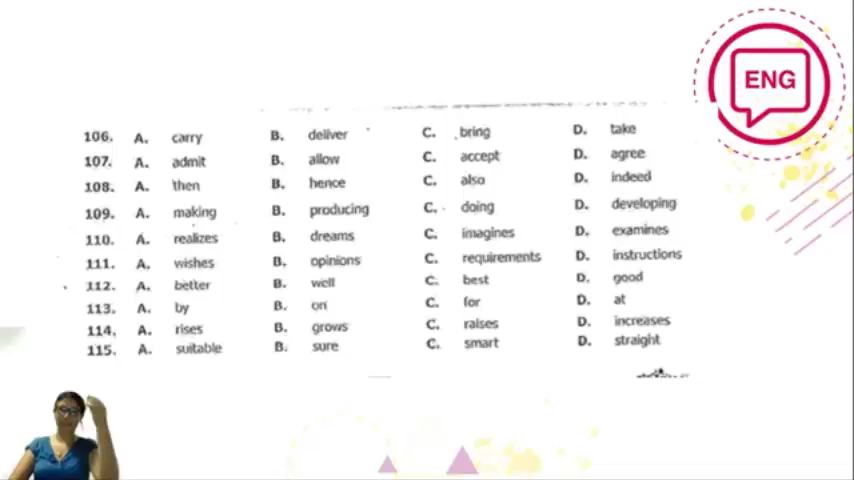 ENG
106. A. carry B. deliver C. bring D. take
107. A. admit B. allow C. accept D. agree
108. A. then B. hence C. also D. indeed
109. A. making B. producing C. doing D. developing
110. A. realizes B. dreams C. imagines D. examines
111. A. wishes B. opinions C. requirements D. instructions
112. A. better B. well C. best D. good
113. A. by B. on C. for D. at
114. A. rises B. grows C. raises D. increases
115. A. suitable B. sure C. smart D. straight